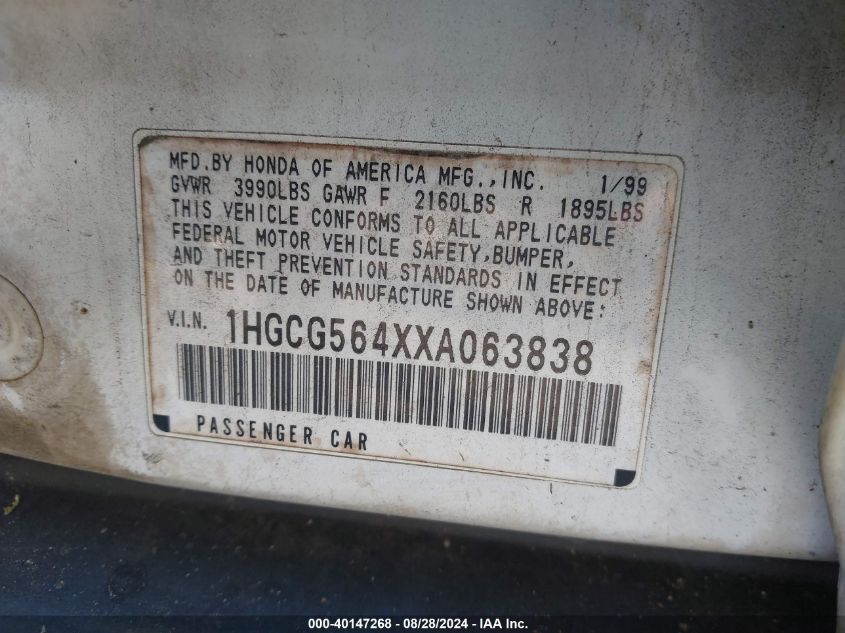 MFD.BY HONDA OF AMERICA MFG.,INC. 1/99
GVWR 3990LBS GAWR F 2160LBS R 1895LBS
THIS VEHICLE CONFORMS TO ALL APPLICABLE
FEDERAL MOTOR VEHICLE SAFETY,BUMPER,
AND THEFT PREVENTION STANDARDS IN EFFECT
ON THE DATE OF MANUFACTURE SHOWN ABOVE:
V.I.N. 1HGCG564XXA063838
PASSENGER CAR
000-40147268 - 08/28/2024 - IAA Inc.